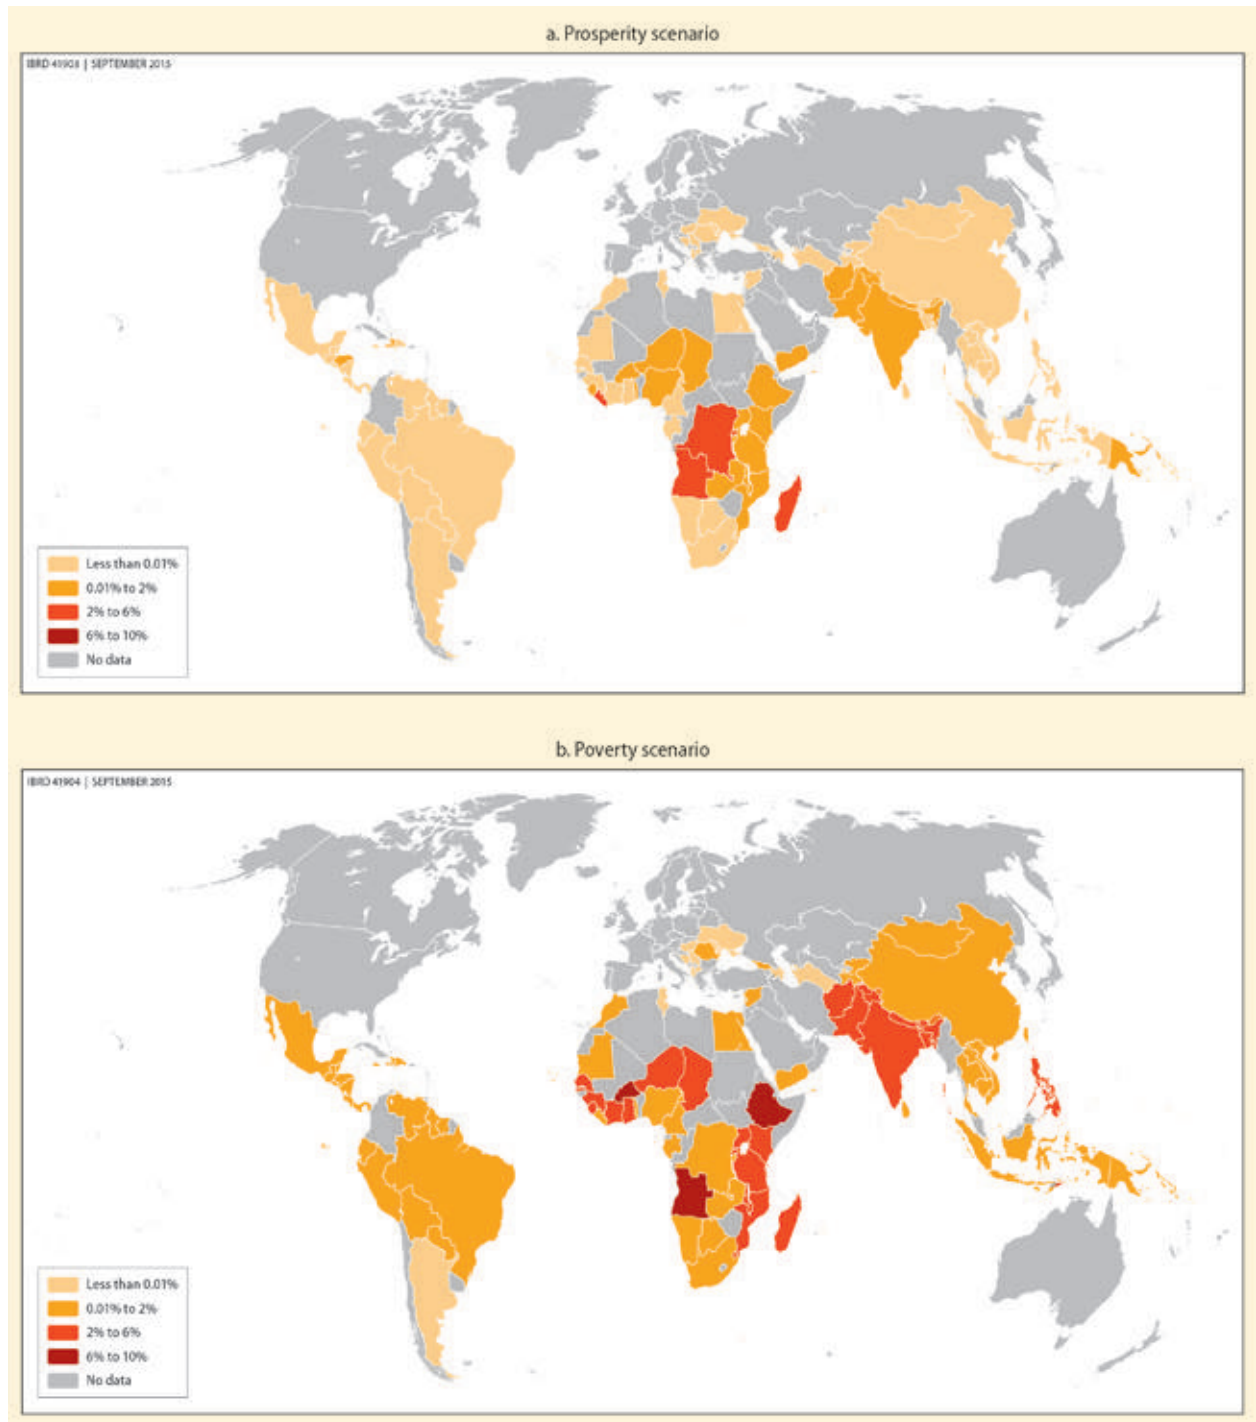 a. Prosperity scenario
IBRD 41903 | SEPTEMBER 2015
Less than 0.01%
0.01% to 2%
2% to 6%
6% to 10%
No data
b. Poverty scenario
IBRD 41904 | SEPTEMBER 2015
Less than 0.01%
0.01% to 2%
2% to 6%
6% to 10%
No data